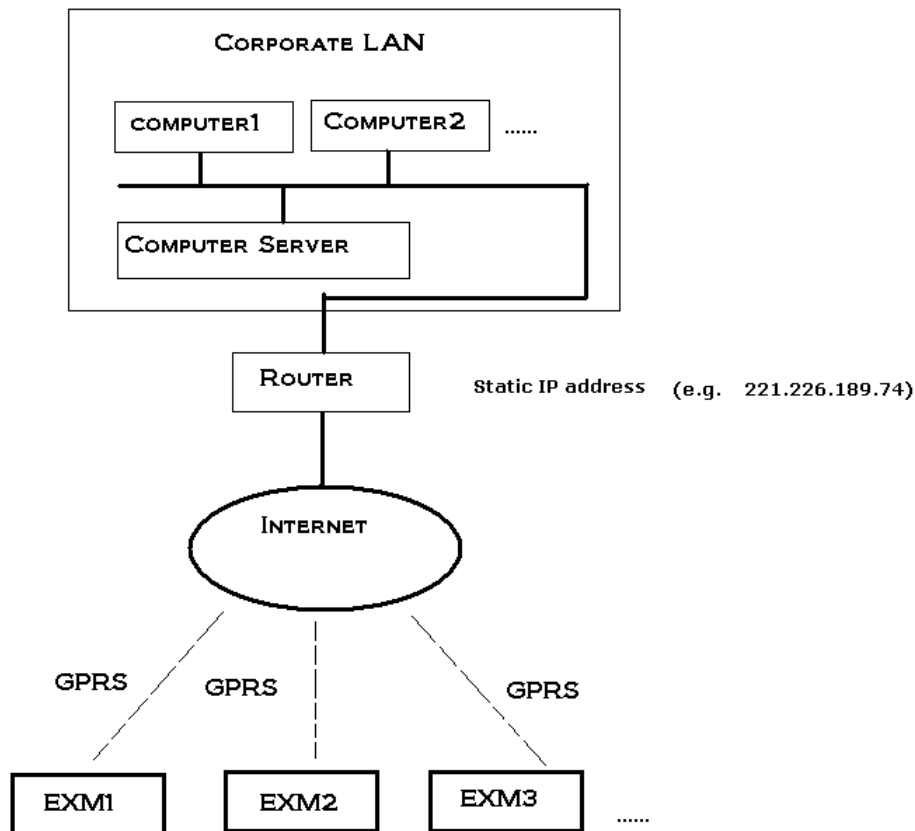 CORPORATE LAN
COMPUTER1
COMPUTER2
......
COMPUTER SERVER
ROUTER
Static IP address (e.g. 221.226.189.74)
INTERNET
GPRS
GPRS
GPRS
EXM1
EXM2
EXM3
......